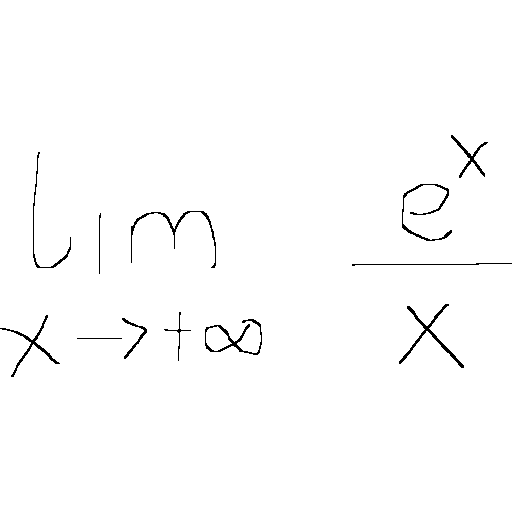 lim e^x
x → +∞ x